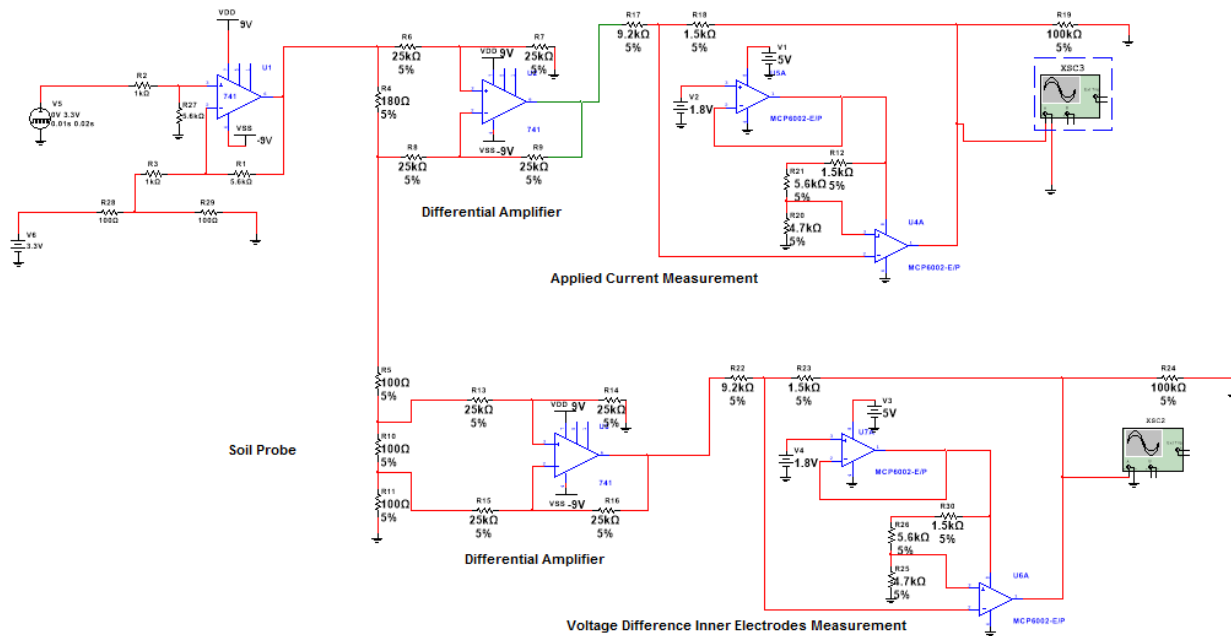 VDD
9V
U1
R2
1kΩ
741
V5
0V 3.3V
0.01s 0.02s
R27
5.6kΩ
VSS
-9V
R3
1kΩ
R1
5.6kΩ
R28
100Ω
R29
100Ω
V6
3.3V
R6
25kΩ
5%
R7
25kΩ
5%
VDD 9V
R4
180Ω
5%
741
VSS -9V
R8
25kΩ
5%
R9
25kΩ
5%
Differential Amplifier
R17
9.2kΩ
5%
R18
1.5kΩ
5%
R19
100kΩ
5%
XSC3
V1
5V
U5A
V2
1.8V
MCP6002-E/P
R12
1.5kΩ
5%
R21
5.6kΩ
5%
R20
4.7kΩ
5%
U4A
MCP6002-E/P
Applied Current Measurement
R5
100Ω
5%
R10
100Ω
5%
R11
100Ω
5%
Soil Probe
R13
25kΩ
5%
R14
25kΩ
5%
VDD 9V
741
VSS -9V
R15
25kΩ
5%
R16
25kΩ
5%
Differential Amplifier
R22
9.2kΩ
5%
R23
1.5kΩ
5%
R24
100kΩ
5%
XSC2
V3
5V
U7A
V4
1.8V
MCP6002-E/P
R30
1.5kΩ
5%
R26
5.6kΩ
5%
R25
4.7kΩ
5%
U6A
MCP6002-E/P
Voltage Difference Inner Electrodes Measurement